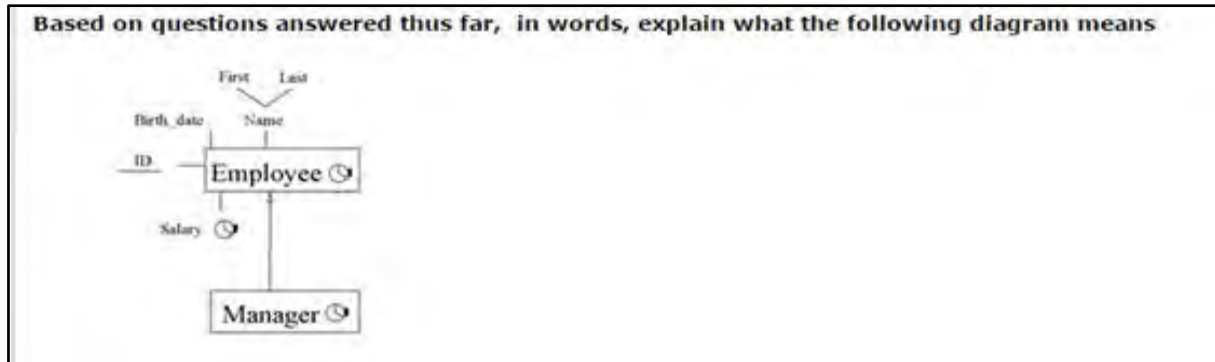 Based on questions answered thus far, in words, explain what the following diagram means
First Last
Birth_date Name
ID
Employee
Salary
Manager